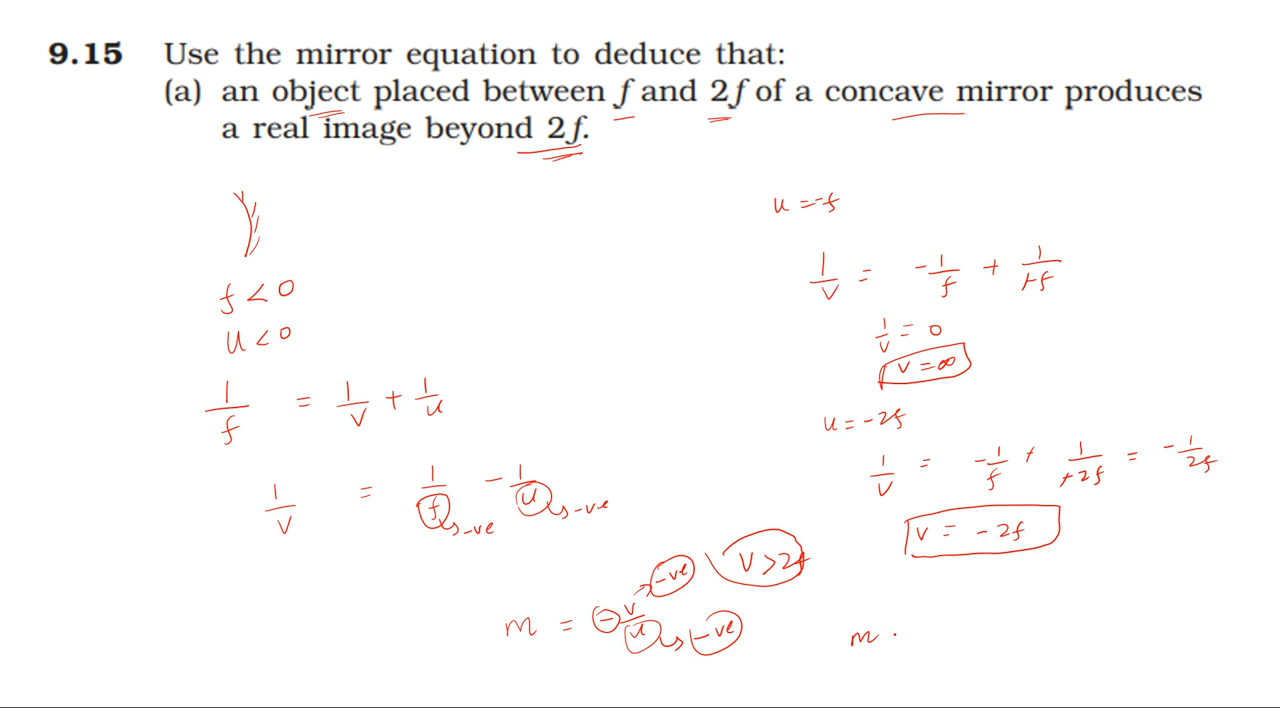 9.15 Use the mirror equation to deduce that:
(a) an object placed between f and 2f of a concave mirror produces
a real image beyond 2f.
f < 0
u < 0
1/f = 1/v + 1/u
1/v = 1/f - 1/u
-ve -ve
m = - v/u
-ve
-ve
v > 2f
u = -f
1/v = -1/f + 1/+f
1/v = 0
v = ∞
u = -2f
1/v = -1/f + 1/+2f = -1/2f
v = -2f
m .